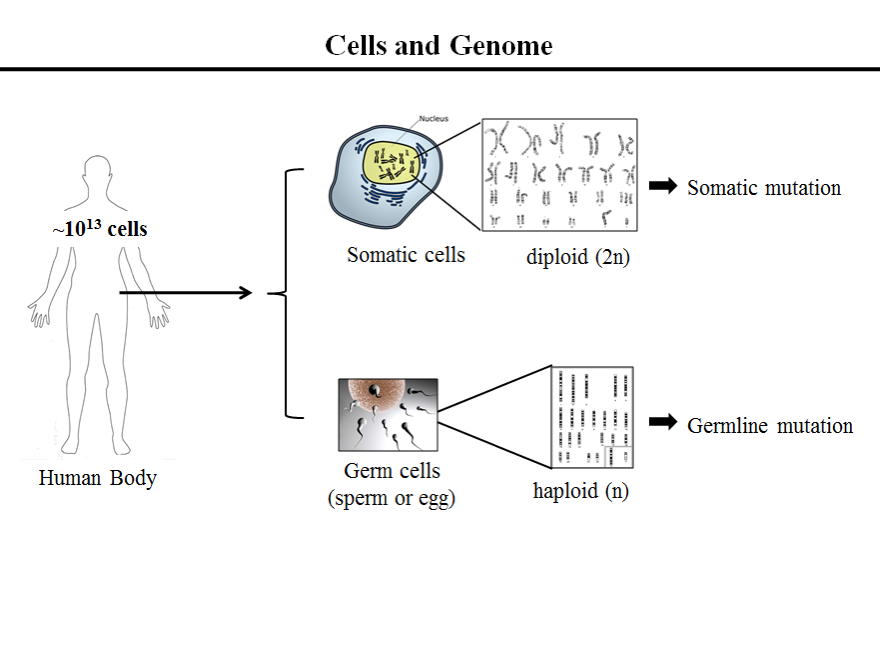 Cells and Genome
Nucleus
~10¹³ cells
Somatic mutation
Somatic cells
diploid (2n)
Germline mutation
Human Body
Germ cells
(sperm or egg)
haploid (n)